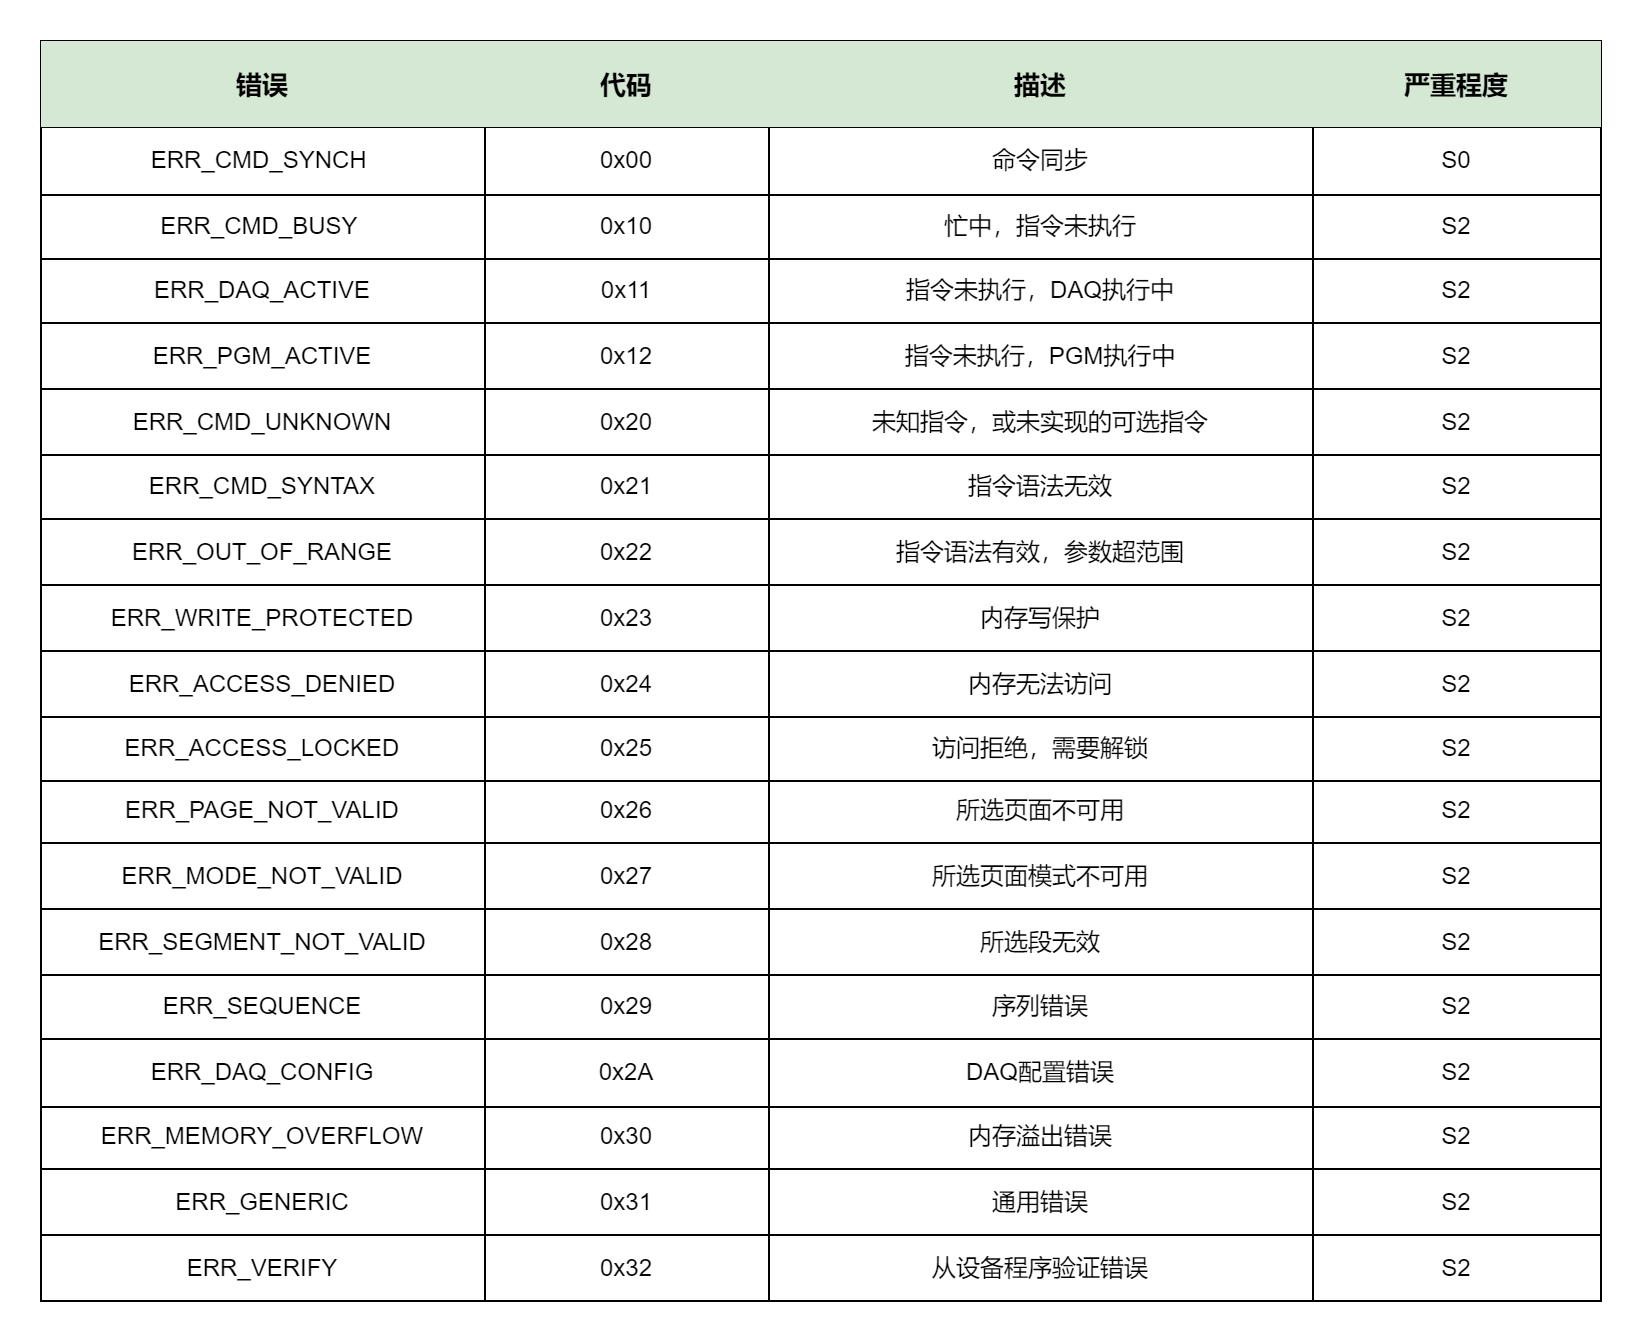 错误 代码 描述 严重程度
ERR_CMD_SYNCH 0x00 命令同步 S0
ERR_CMD_BUSY 0x10 忙中，指令未执行 S2
ERR_DAQ_ACTIVE 0x11 指令未执行，DAQ执行中 S2
ERR_PGM_ACTIVE 0x12 指令未执行，PGM执行中 S2
ERR_CMD_UNKNOWN 0x20 未知指令，或未实现的可选指令 S2
ERR_CMD_SYNTAX 0x21 指令语法无效 S2
ERR_OUT_OF_RANGE 0x22 指令语法有效，参数超范围 S2
ERR_WRITE_PROTECTED 0x23 内存写保护 S2
ERR_ACCESS_DENIED 0x24 内存无法访问 S2
ERR_ACCESS_LOCKED 0x25 访问拒绝，需要解锁 S2
ERR_PAGE_NOT_VALID 0x26 所选页面不可用 S2
ERR_MODE_NOT_VALID 0x27 所选页面模式不可用 S2
ERR_SEGMENT_NOT_VALID 0x28 所选段无效 S2
ERR_SEQUENCE 0x29 序列错误 S2
ERR_DAQ_CONFIG 0x2A DAQ配置错误 S2
ERR_MEMORY_OVERFLOW 0x30 内存溢出错误 S2
ERR_GENERIC 0x31 通用错误 S2
ERR_VERIFY 0x32 从设备程序验证错误 S2